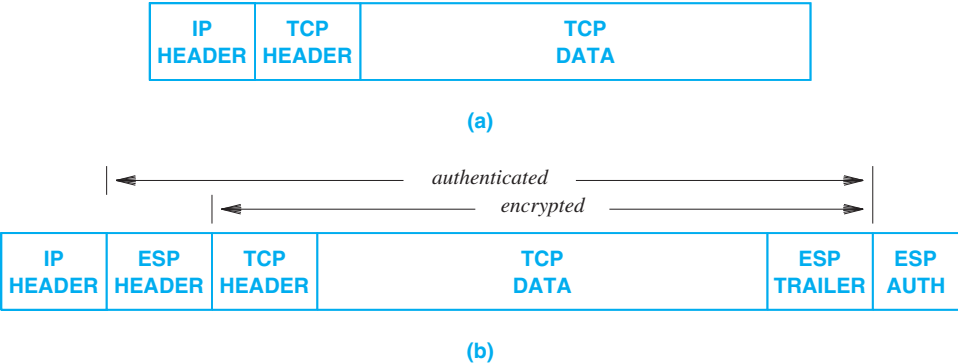 IP HEADER
TCP HEADER
TCP DATA
(a)
authenticated
encrypted
IP HEADER
ESP HEADER
TCP HEADER
TCP DATA
ESP TRAILER
ESP AUTH
(b)